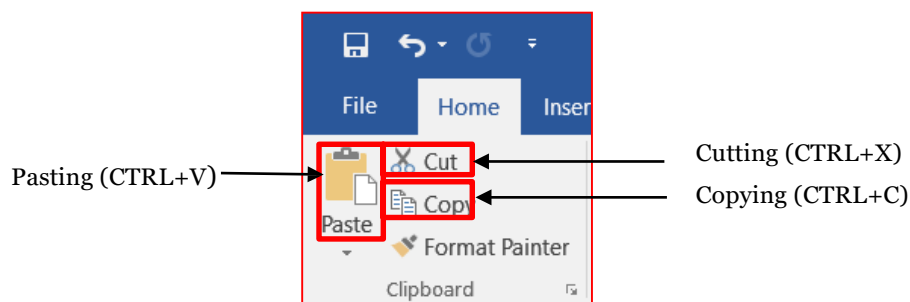 File Home Inser
Cut
Cutting (CTRL+X)
Pasting (CTRL+V)
Copy
Copying (CTRL+C)
Paste
Format Painter
Clipboard